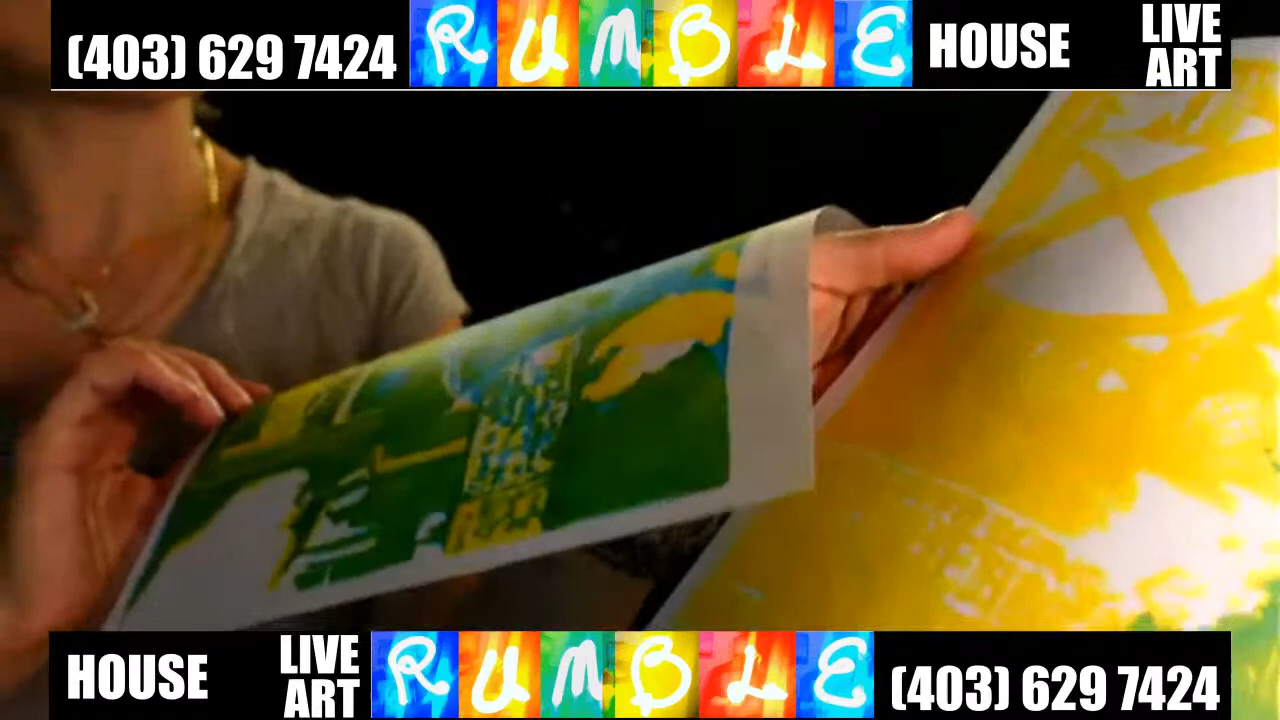 (403) 629 7424 RUMBLE HOUSE LIVE
ART
HOUSE LIVE
ART RUMBLE (403) 629 7424